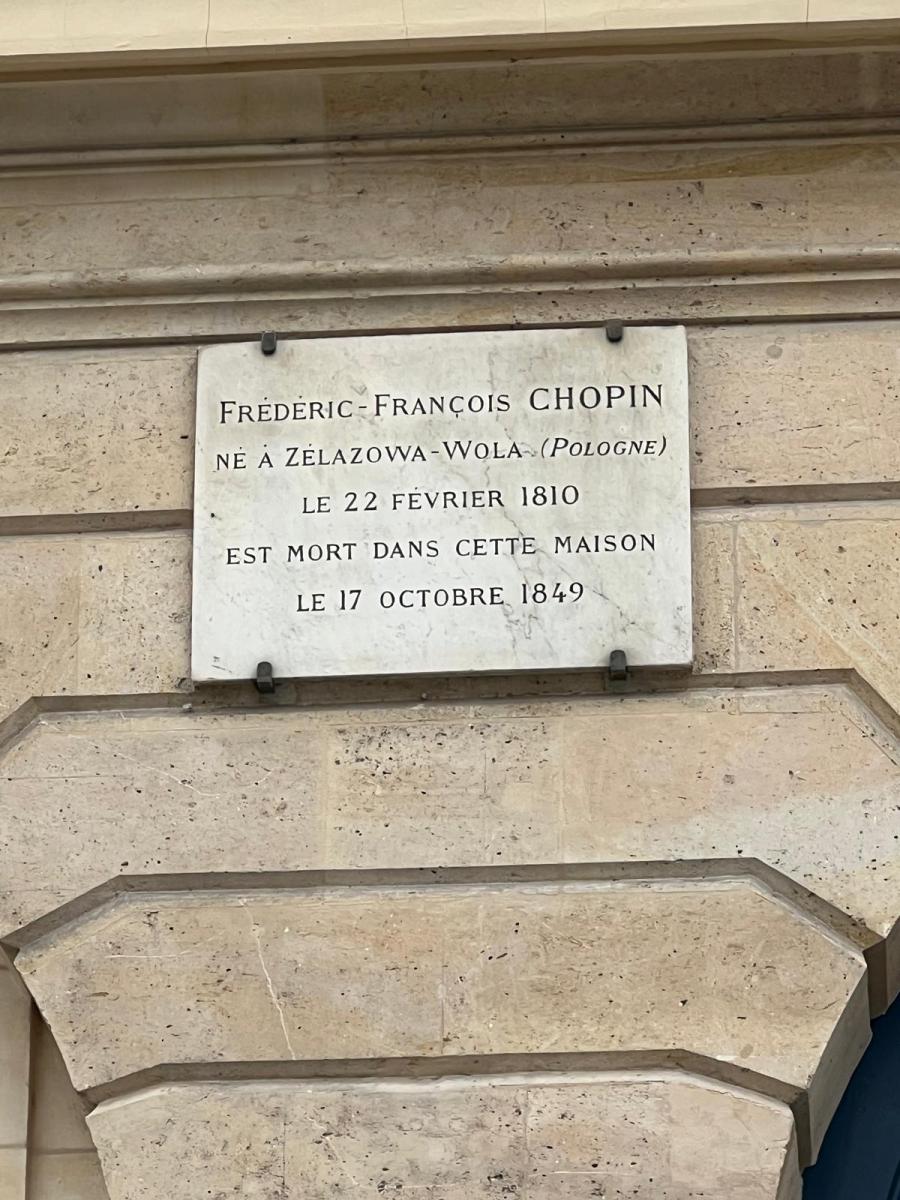 FRÉDÉRIC-FRANÇOIS CHOPIN
NÉ À ZÉLAZOWA-WOLA (POLOGNE)
LE 22 FÉVRIER 1810
EST MORT DANS CETTE MAISON
LE 17 OCTOBRE 1849